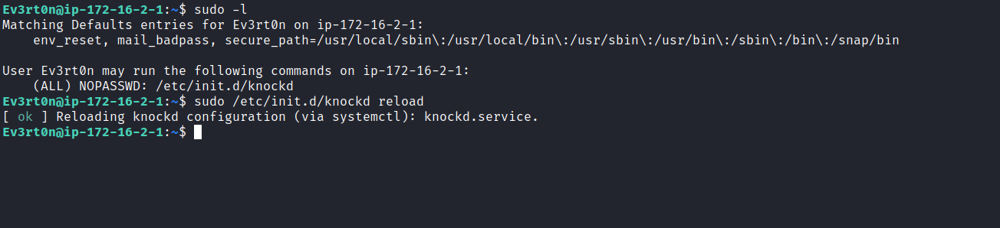 Ev3rt0n@ip-172-16-2-1:~$ sudo -l
Matching Defaults entries for Ev3rt0n on ip-172-16-2-1:
    env_reset, mail_badpass, secure_path=/usr/local/sbin\:/usr/local/bin\:/usr/sbin\:/usr/bin\:/sbin\:/bin\:/snap/bin

User Ev3rt0n may run the following commands on ip-172-16-2-1:
    (ALL) NOPASSWD: /etc/init.d/knockd
Ev3rt0n@ip-172-16-2-1:~$ sudo /etc/init.d/knockd reload
[ ok ] Reloading knockd configuration (via systemctl): knockd.service.
Ev3rt0n@ip-172-16-2-1:~$